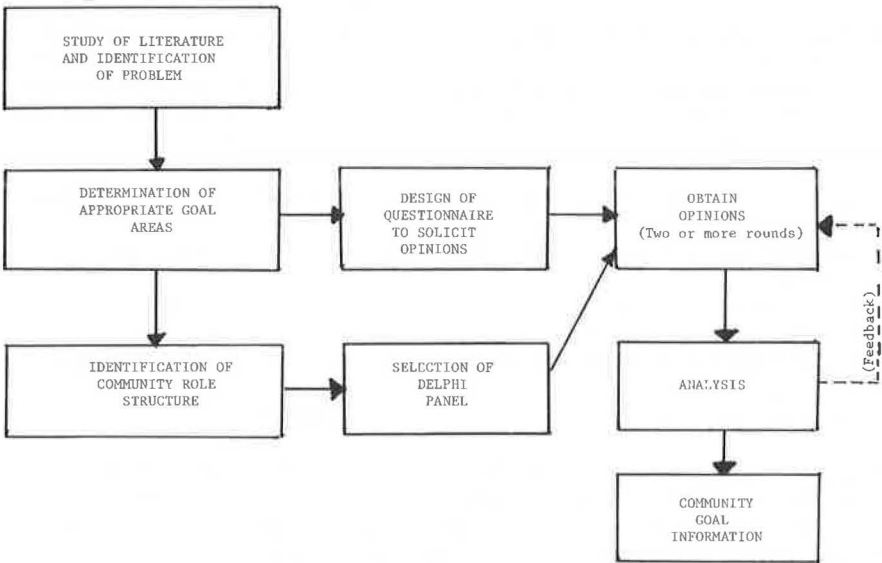 STUDY OF LITERATURE
AND IDENTIFICATION
OF PROBLEM
DETERMINATION OF
APPROPRIATE GOAL
AREAS
DESIGN OF
QUESTIONNAIRE
TO SOLICIT
OPINIONS
OBTAIN
OPINIONS
(Two or more rounds)
IDENTIFICATION OF
COMMUNITY ROLE
STRUCTURE
SELECTION OF
DELPHI
PANEL
ANALYSIS
(Feedback)
COMMUNITY
GOAL
INFORMATION